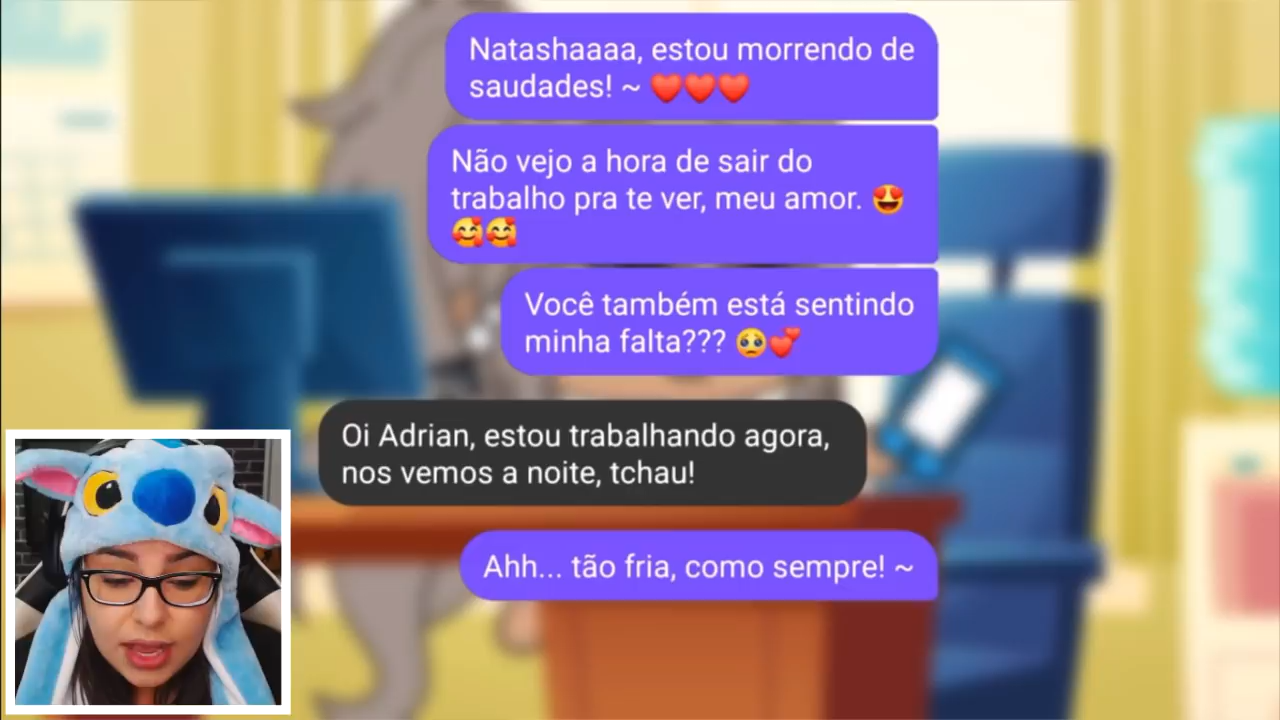 Natashaaaa, estou morrendo de
saudades! ~ ❤️❤️❤️
Não vejo a hora de sair do
trabalho pra te ver, meu amor. 😍
🥰🥰
Você também está sentindo
minha falta??? 🥺💕
Oi Adrian, estou trabalhando agora,
nos vemos a noite, tchau!
Ahh... tão fria, como sempre! ~